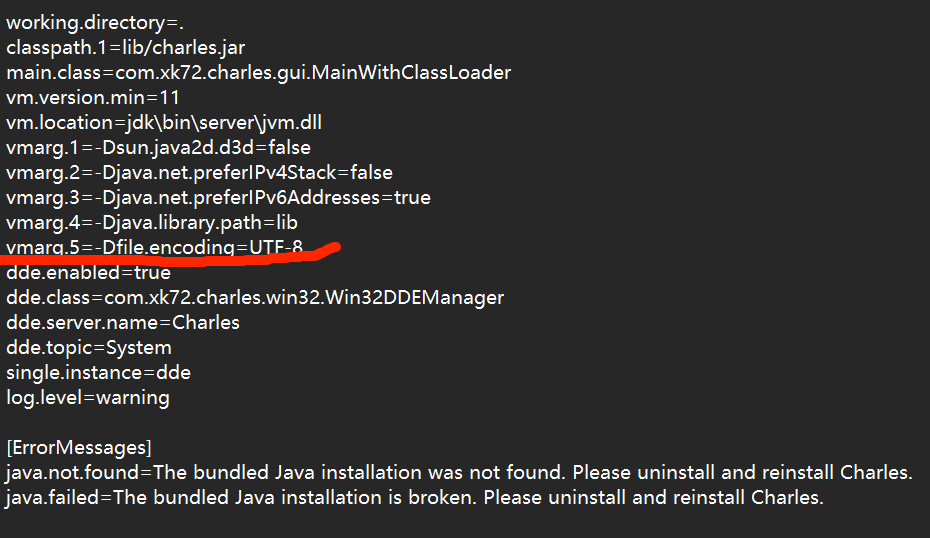 working.directory=.
classpath.1=lib/charles.jar
main.class=com.xk72.charles.gui.MainWithClassLoader
vm.version.min=11
vm.location=jdk\bin\server\jvm.dll
vmarg.1=-Dsun.java2d.d3d=false
vmarg.2=-Djava.net.preferIPv4Stack=false
vmarg.3=-Djava.net.preferIPv6Addresses=true
vmarg.4=-Djava.library.path=lib
vmarg.5=-Dfile.encoding=UTF-8
dde.enabled=true
dde.class=com.xk72.charles.win32.Win32DDEManager
dde.server.name=Charles
dde.topic=System
single.instance=dde
log.level=warning
[ErrorMessages]
java.not.found=The bundled Java installation was not found. Please uninstall and reinstall Charles.
java.failed=The bundled Java installation is broken. Please uninstall and reinstall Charles.